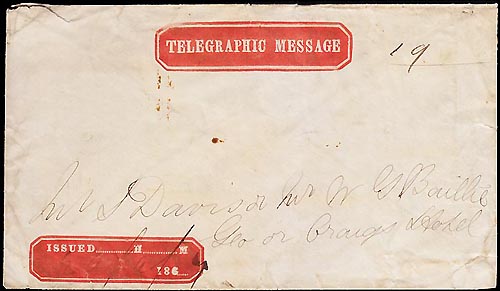 TELEGRAPHIC MESSAGE
19
Mr J Davis or Mr W G Baillie
Geo or Craigs Hotel
ISSUED......H......M
186